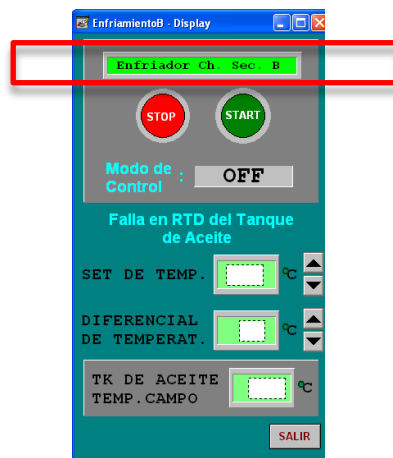 EnfriamientoB - Display
Enfriador Ch. Sec. B
STOP START
Modo de Control : OFF
Falla en RTD del Tanque
de Aceite
SET DE TEMP. °C
DIFERENCIAL
DE TEMPERAT. °C
TK DE ACEITE
TEMP.CAMPO °C
SALIR